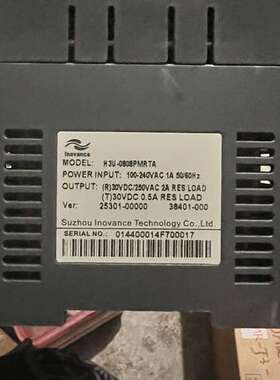 Inovance
MODEL: H3U-0808PMRTA
POWER INPUT: 100-240VAC 1A 50/60Hz
OUTPUT: (R)30VDC/250VAC 2A RES LOAD
(T)30VDC 0.5A RES LOAD
Ver: 25301-00000 38401-000
Suzhou Inovance Technology Co.,Ltd.
SERIAL NO.: 014400014F700017